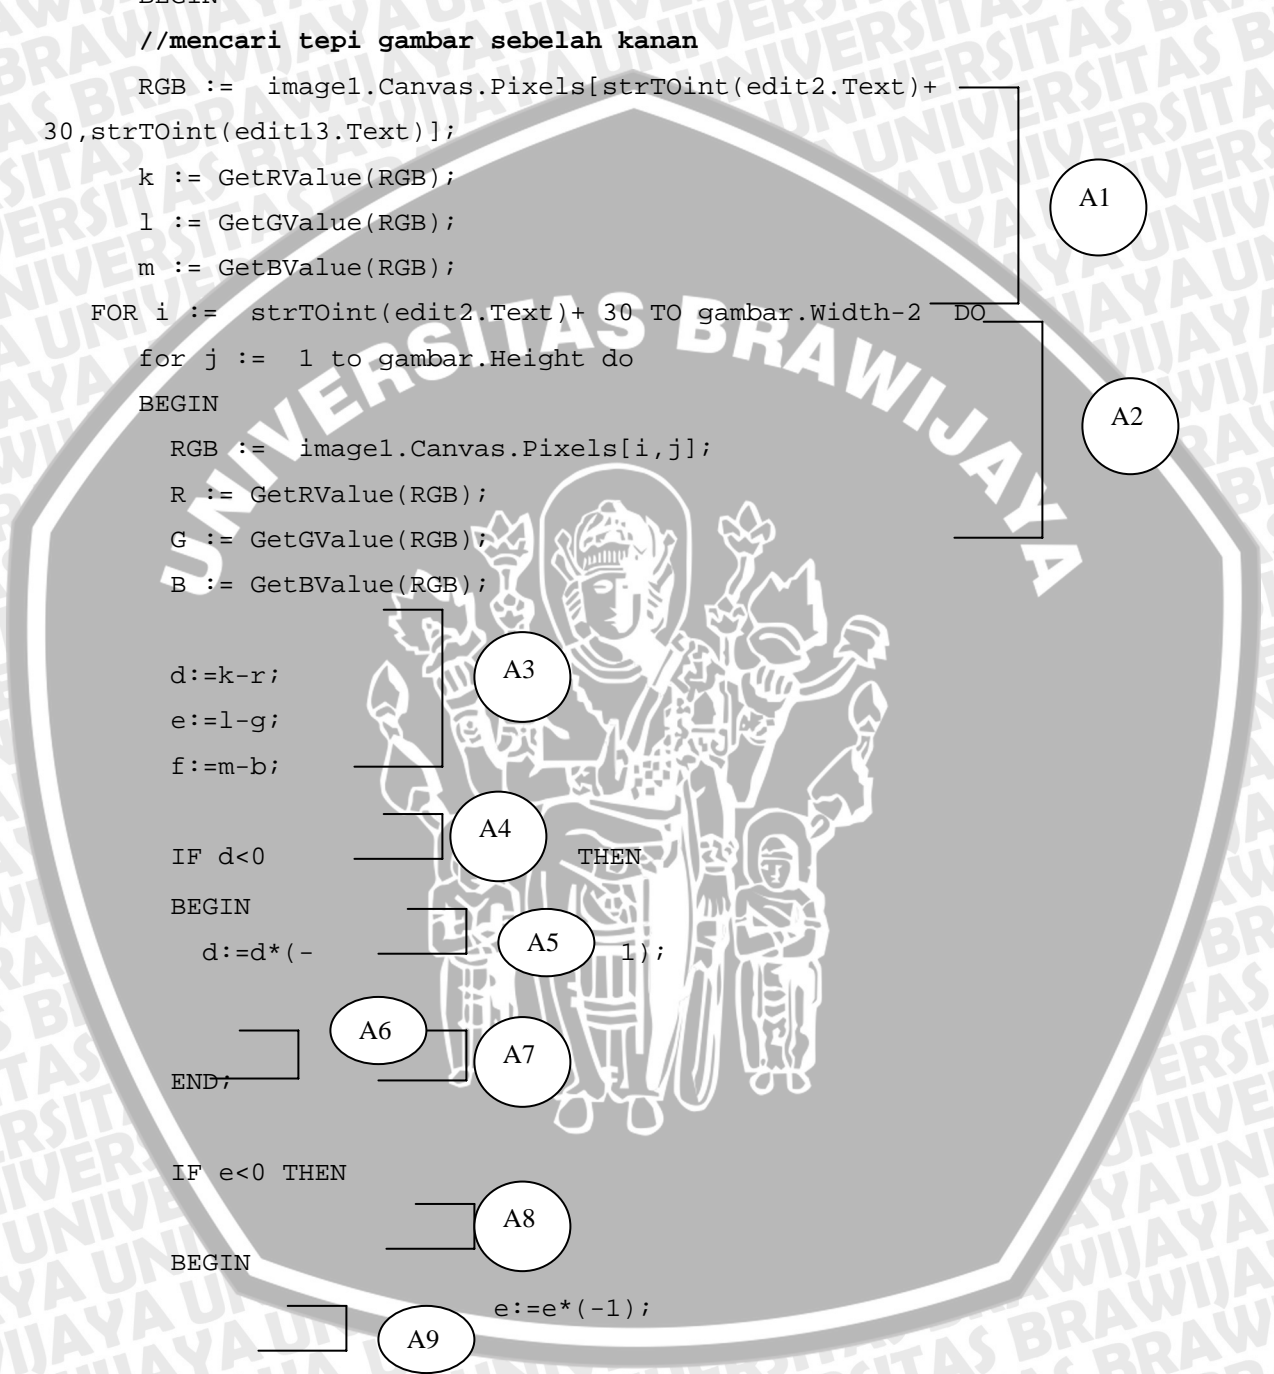 BEGIN
//mencari tepi gambar sebelah kanan
RGB := image1.Canvas.Pixels[strTOint(edit2.Text)+
30,strTOint(edit13.Text)];
k := GetRValue(RGB);
A1
l := GetGValue(RGB);
m := GetBValue(RGB);
FOR i := strTOint(edit2.Text)+ 30 TO gambar.Width-2 DO
for j := 1 to gambar.Height do
BEGIN
A2
RGB := image1.Canvas.Pixels[i,j];
R := GetRValue(RGB);
G := GetGValue(RGB);
B := GetBValue(RGB);
A3
d:=k-r;
e:=l-g;
f:=m-b;
A4
IF d<0 THEN
BEGIN
d:=d*(- A5 1);
A6
A7
END;
IF e<0 THEN
A8
BEGIN
e:=e*(-1);
A9
UNIVERSITAS BRAWIJAYA